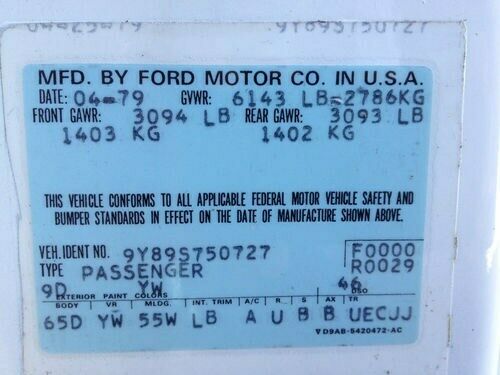 04-25-79 9Y89S750727
MFD. BY FORD MOTOR CO. IN U.S.A.
DATE: 04-79 GVWR: 6143 LB-2786KG
FRONT GAWR: 3094 LB REAR GAWR: 3093 LB
1403 KG 1402 KG
THIS VEHICLE CONFORMS TO ALL APPLICABLE FEDERAL MOTOR VEHICLE SAFETY AND
BUMPER STANDARDS IN EFFECT ON THE DATE OF MANUFACTURE SHOWN ABOVE.
VEH. IDENT NO. 9Y89S750727 F0000
TYPE PASSENGER R0029
9D YW 46
EXTERIOR PAINT COLORS DSO
BODY VR MLDG. INT. TRIM A/C R S AX TR
65D YW 55W LB A U B B UECJJ
D9AB-5420472-AC